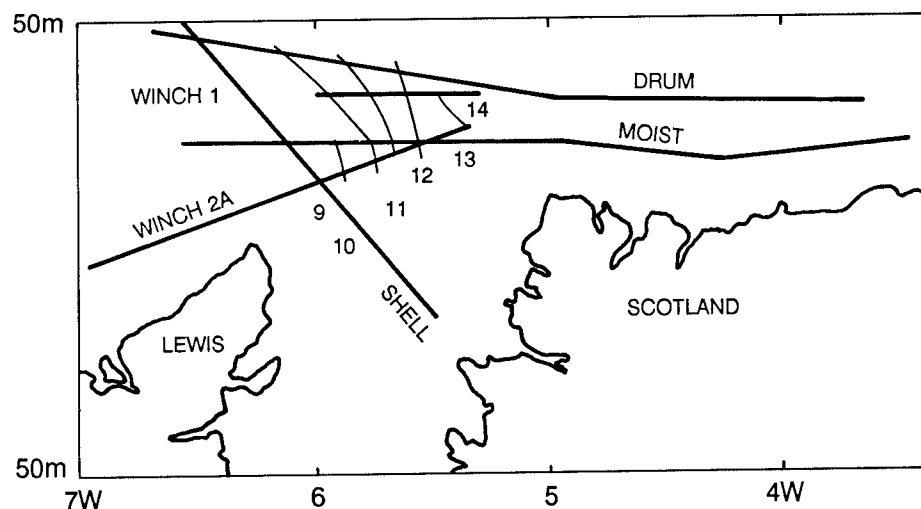 50m
DRUM
WINCH 1
14
MOIST
13
12
WINCH 2A
9
11
10
SHELL
SCOTLAND
LEWIS
50m
7W 6 5 4W